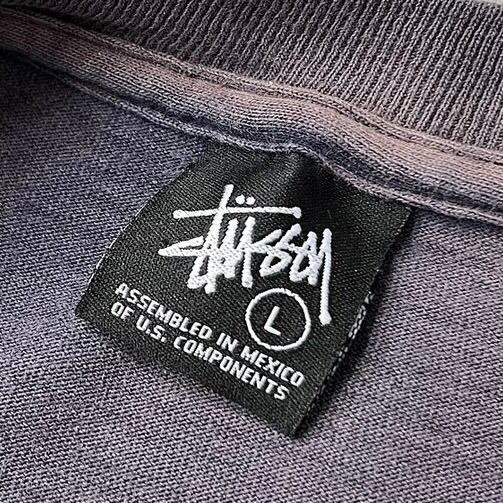 Stüssy
L
ASSEMBLED IN MEXICO
OF U.S. COMPONENTS